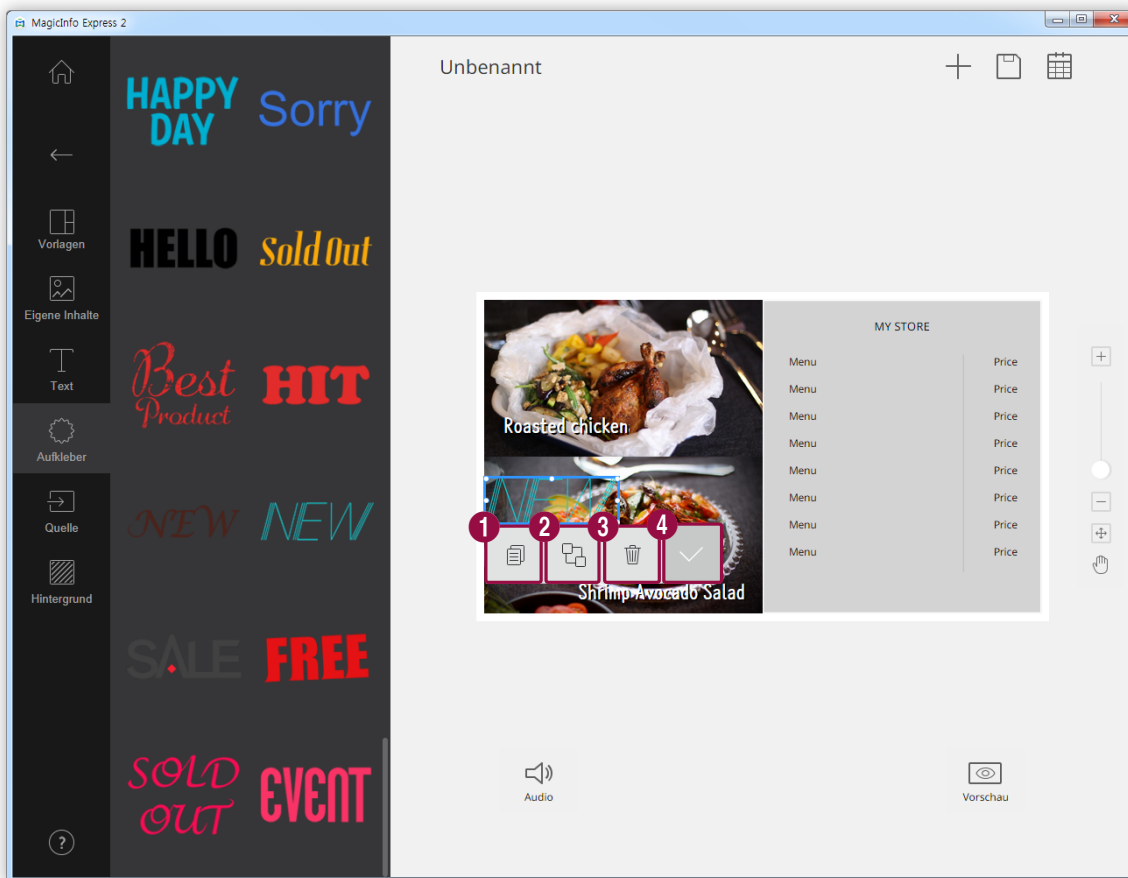 MagicInfo Express 2
Unbenannt
HAPPY
DAY
Sorry
HELLO
Sold Out
Best
Product
HIT
NEW
NEW
SALE
FREE
SOLD
OUT
EVENT
Vorlagen
Eigene Inhalte
Text
Aufkleber
Quelle
Hintergrund
?
Roasted chicken
NEW
1
2
3
4
Shrimp Avocado Salad
MY STORE
Menu Price
Menu Price
Menu Price
Menu Price
Menu Price
Menu Price
Menu Price
Menu Price
Audio
Vorschau